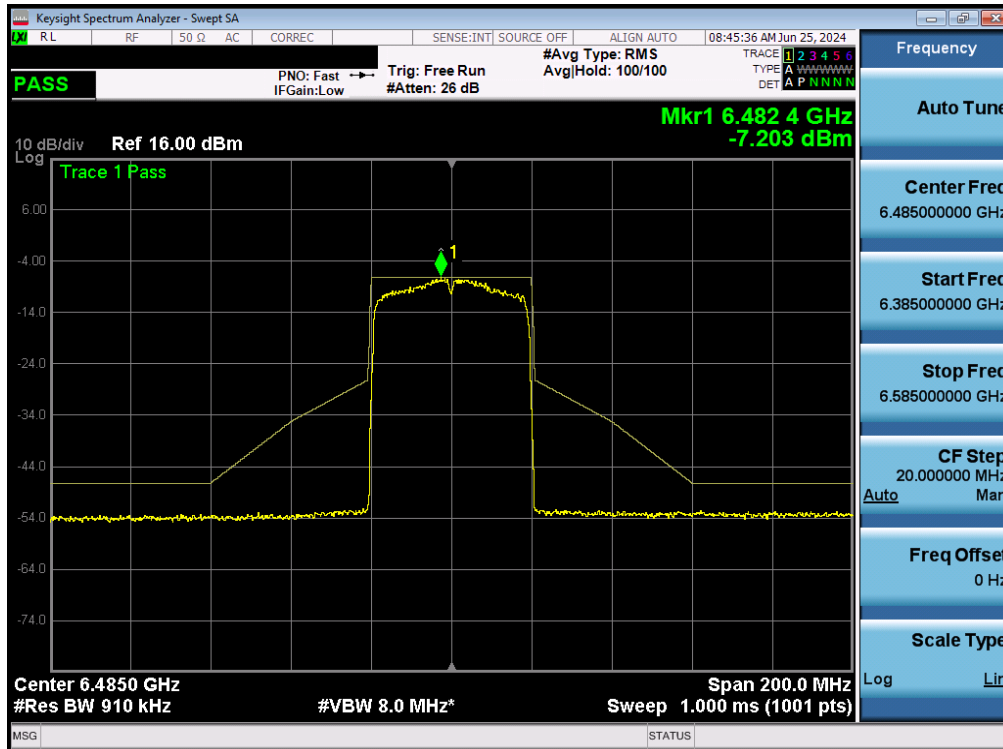 Keysight Spectrum Analyzer - Swept SA
LXI RL RF 50 Ω AC CORREC SENSE:INT SOURCE OFF ALIGN AUTO 08:45:36 AM Jun 25, 2024
PASS
PNO: Fast
IFGain:Low
Trig: Free Run
#Atten: 26 dB
#Avg Type: RMS
Avg|Hold: 100/100
TRACE 1 2 3 4 5 6
TYPE A WWWWW
DET A P N N N N
Mkr1 6.482 4 GHz
-7.203 dBm
10 dB/div Ref 16.00 dBm
Log
Trace 1 Pass
6.00
-4.00
-14.0
-24.0
-34.0
-44.0
-54.0
-64.0
-74.0
1
Center 6.4850 GHz Span 200.0 MHz
#Res BW 910 kHz #VBW 8.0 MHz* Sweep 1.000 ms (1001 pts)
MSG STATUS
Frequency
Auto Tune
Center Freq
6.485000000 GHz
Start Freq
6.385000000 GHz
Stop Freq
6.585000000 GHz
CF Step
20.000000 MHz
Auto Man
Freq Offset
0 Hz
Scale Type
Log Lin